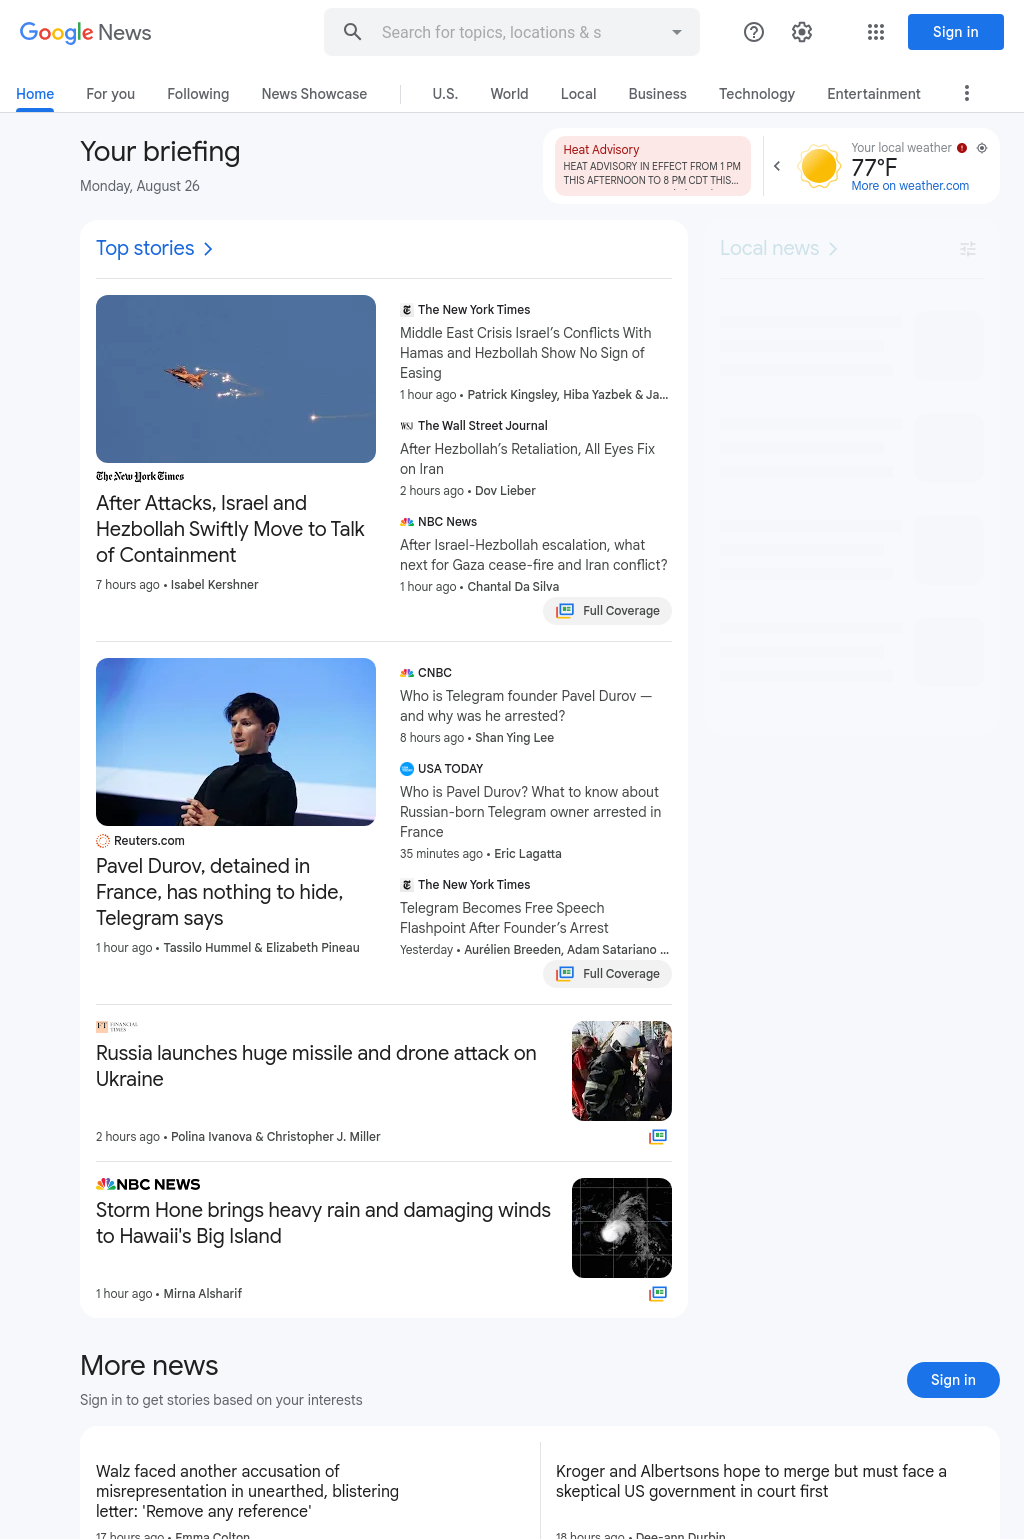 Google News
Search for topics, locations & s
Sign in
Home
For you
Following
News Showcase
U.S.
World
Local
Business
Technology
Entertainment
Your briefing
Monday, August 26
Heat Advisory
HEAT ADVISORY IN EFFECT FROM 1 PM
THIS AFTERNOON TO 8 PM CDT THIS...
Your local weather
77°F
More on weather.com
Top stories
Local news
The New York Times
After Attacks, Israel and
Hezbollah Swiftly Move to Talk
of Containment
7 hours ago • Isabel Kershner
The New York Times
Middle East Crisis Israel’s Conflicts With
Hamas and Hezbollah Show No Sign of
Easing
1 hour ago • Patrick Kingsley, Hiba Yazbek & Ja...
WSJ The Wall Street Journal
After Hezbollah’s Retaliation, All Eyes Fix
on Iran
2 hours ago • Dov Lieber
NBC News
After Israel-Hezbollah escalation, what
next for Gaza cease-fire and Iran conflict?
1 hour ago • Chantal Da Silva
Full Coverage
Reuters.com
Pavel Durov, detained in
France, has nothing to hide,
Telegram says
1 hour ago • Tassilo Hummel & Elizabeth Pineau
CNBC
Who is Telegram founder Pavel Durov —
and why was he arrested?
8 hours ago • Shan Ying Lee
USA TODAY
Who is Pavel Durov? What to know about
Russian-born Telegram owner arrested in
France
35 minutes ago • Eric Lagatta
The New York Times
Telegram Becomes Free Speech
Flashpoint After Founder’s Arrest
Yesterday • Aurélien Breeden, Adam Satariano ...
Full Coverage
FT FINANCIAL TIMES
Russia launches huge missile and drone attack on
Ukraine
2 hours ago • Polina Ivanova & Christopher J. Miller
NBC NEWS
Storm Hone brings heavy rain and damaging winds
to Hawaii's Big Island
1 hour ago • Mirna Alsharif
More news
Sign in to get stories based on your interests
Sign in
Walz faced another accusation of
misrepresentation in unearthed, blistering
letter: 'Remove any reference'
17 hours ago • Emma Colton
Kroger and Albertsons hope to merge but must face a
skeptical US government in court first
18 hours ago • Dee-ann Durbin